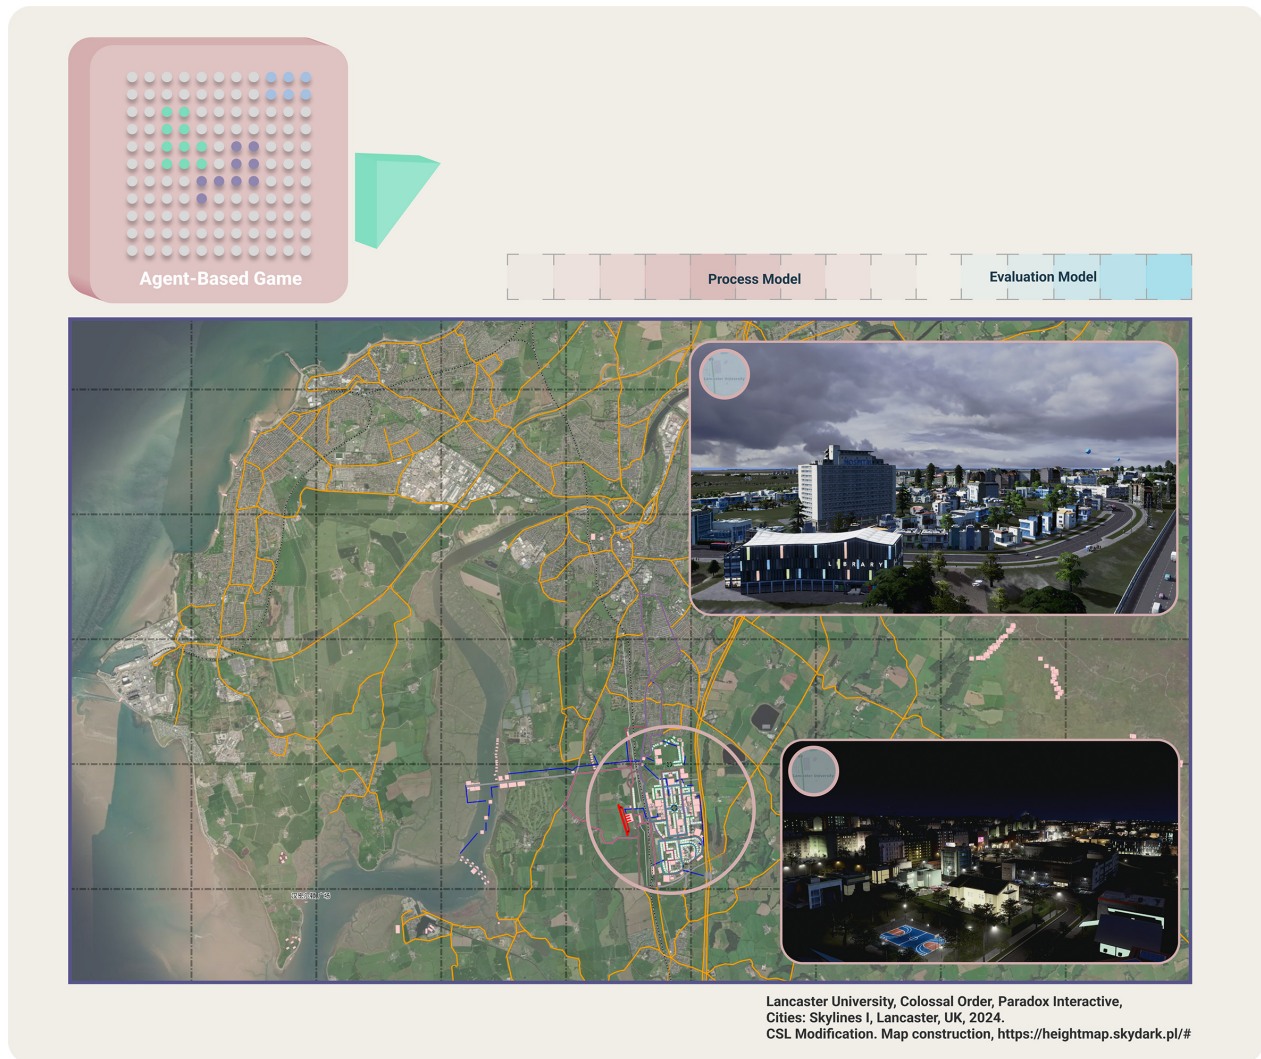 Agent-Based Game
Process Model
Evaluation Model
LIBRARY
Lancaster University, Colossal Order, Paradox Interactive,
Cities: Skylines I, Lancaster, UK, 2024.
CSL Modification. Map construction, https://heightmap.skydark.pl/#